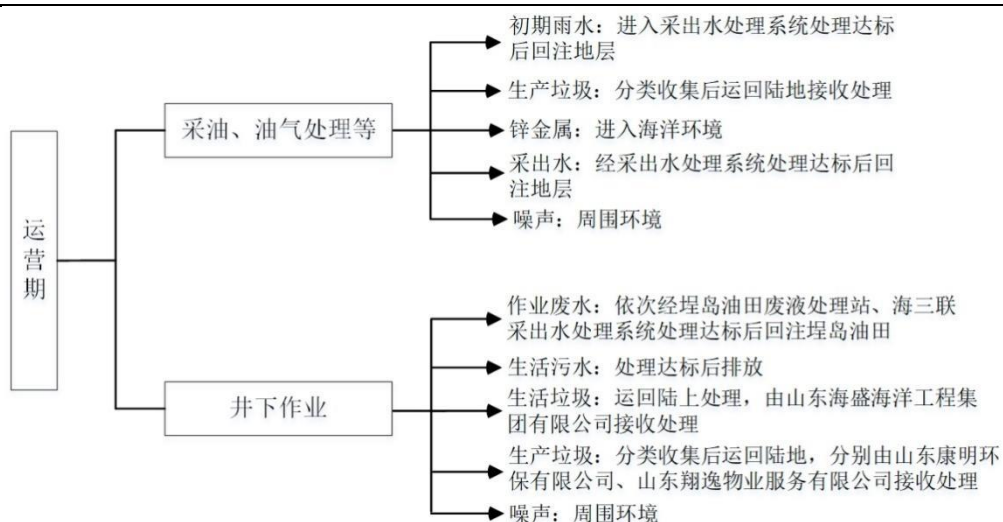 运营期
采油、油气处理等
初期雨水：进入采出水处理系统处理达标
后回注地层
生产垃圾：分类收集后运回陆地接收处理
锌金属：进入海洋环境
采出水：经采出水处理系统处理达标后回
注地层
噪声：周围环境
井下作业
作业废水：依次经埕岛油田废液处理站、海三联
采出水处理系统处理达标后回注埕岛油田
生活污水：处理达标后排放
生活垃圾：运回陆上处理，由山东海盛海洋工程集
团有限公司接收处理
生产垃圾：分类收集后运回陆地，分别由山东康明环
保有限公司、山东翔逸物业服务有限公司接收处理
噪声：周围环境